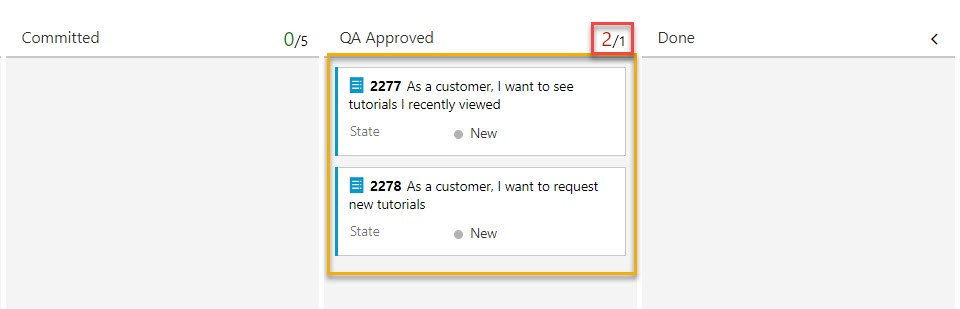 Committed 0/5
QA Approved 2/1
Done
2277 As a customer, I want to see
tutorials I recently viewed
State New
2278 As a customer, I want to request
new tutorials
State New